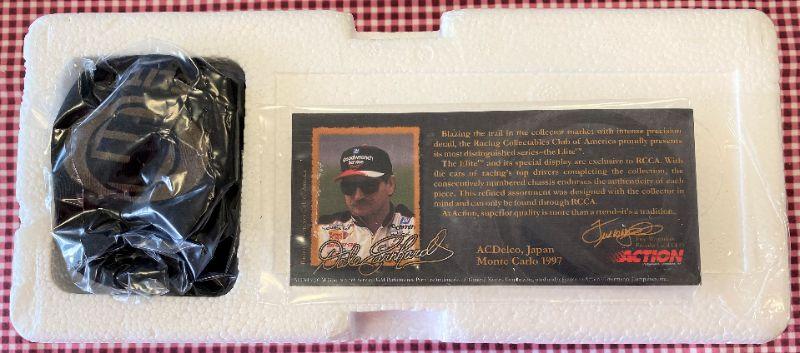 Blazing the trail in the collector market with intense precision
detail, the Racing Collectables Club of America proudly presents
its most distinguished series–the Elite™.
The Elite™ and its special display are exclusive to RCCA. With
the cars of racing's top drivers completing the collection, the
consecutively numbered chassis endorses the authenticity of each
piece. This refined assortment was designed with the collector in
mind and can only be found through RCCA.
At Action, superior quality is more than a trend–it's a tradition.
Goodwrench
Service
Dale Earnhardt
ACDelco, Japan
Monte Carlo 1997
ACTION